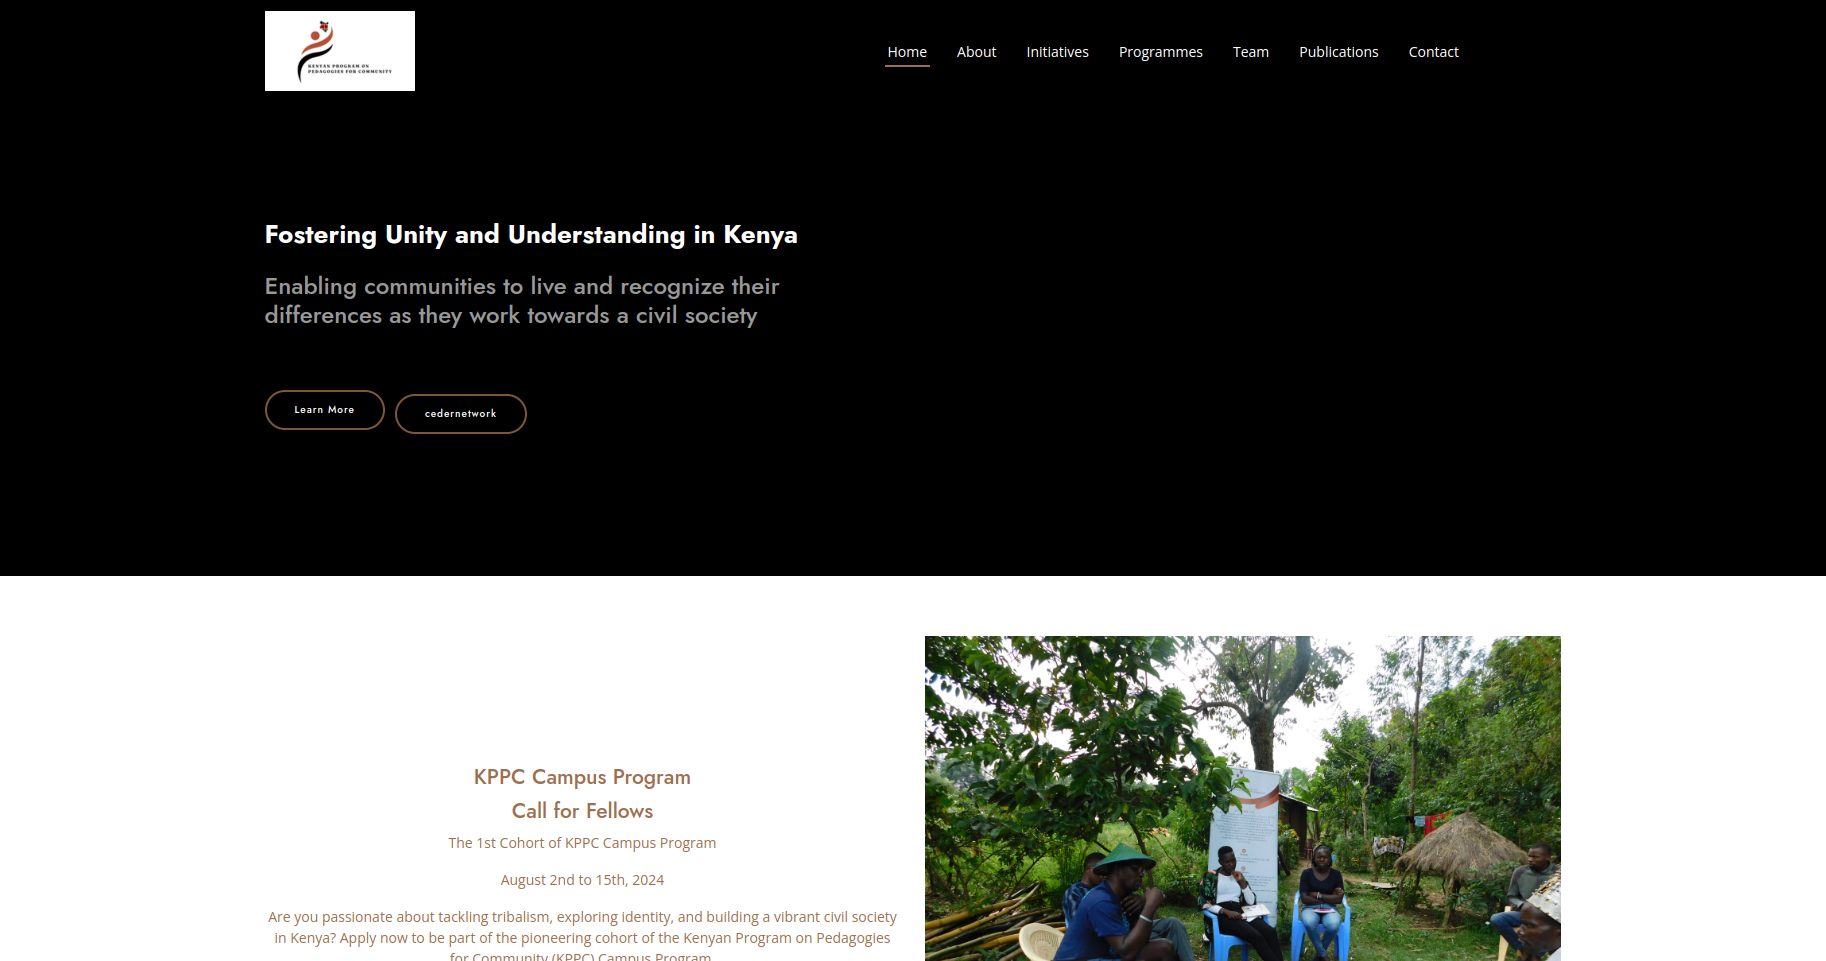 KENYAN PROGRAM ON
PEDAGOGIES FOR COMMUNITY
Home About Initiatives Programmes Team Publications Contact
Fostering Unity and Understanding in Kenya
Enabling communities to live and recognize their
differences as they work towards a civil society
Learn More cedernetwork
KPPC Campus Program
Call for Fellows
The 1st Cohort of KPPC Campus Program
August 2nd to 15th, 2024
Are you passionate about tackling tribalism, exploring identity, and building a vibrant civil society
in Kenya? Apply now to be part of the pioneering cohort of the Kenyan Program on Pedagogies
for Community (KPPC) Campus Program